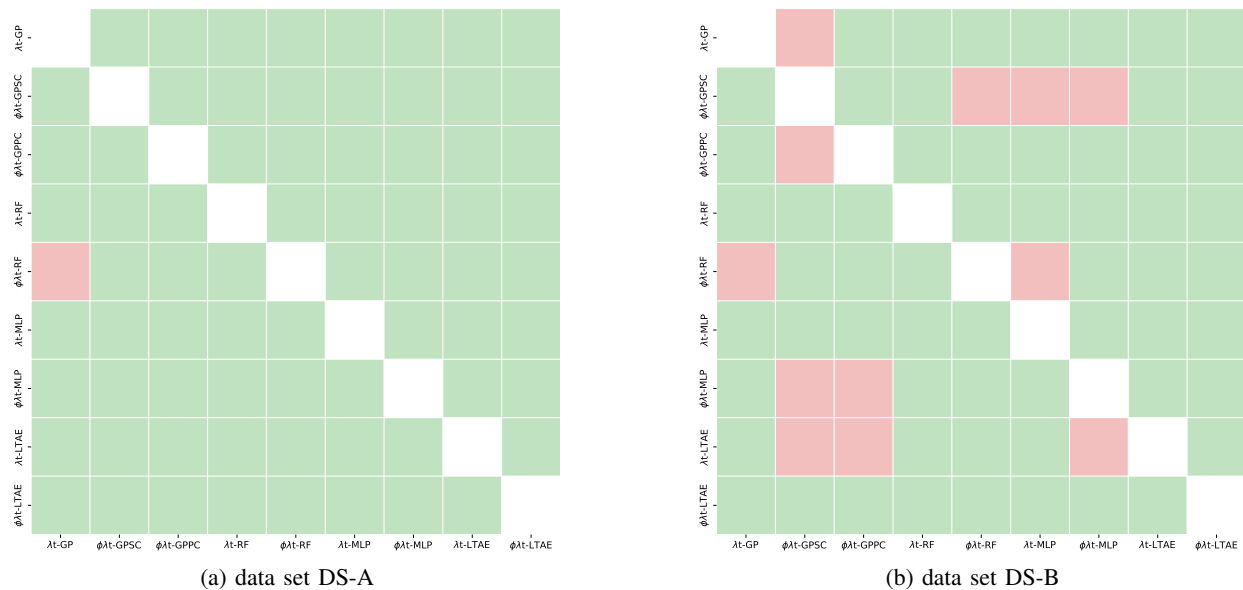 λt-GP
ϕλt-GPSC
ϕλt-GPPC
λt-RF
ϕλt-RF
λt-MLP
ϕλt-MLP
λt-LTAE
ϕλt-LTAE
λt-GP ϕλt-GPSC ϕλt-GPPC λt-RF ϕλt-RF λt-MLP ϕλt-MLP λt-LTAE ϕλt-LTAE
(a) data set DS-A
λt-GP
ϕλt-GPSC
ϕλt-GPPC
λt-RF
ϕλt-RF
λt-MLP
ϕλt-MLP
λt-LTAE
ϕλt-LTAE
λt-GP ϕλt-GPSC ϕλt-GPPC λt-RF ϕλt-RF λt-MLP ϕλt-MLP λt-LTAE ϕλt-LTAE
(b) data set DS-B